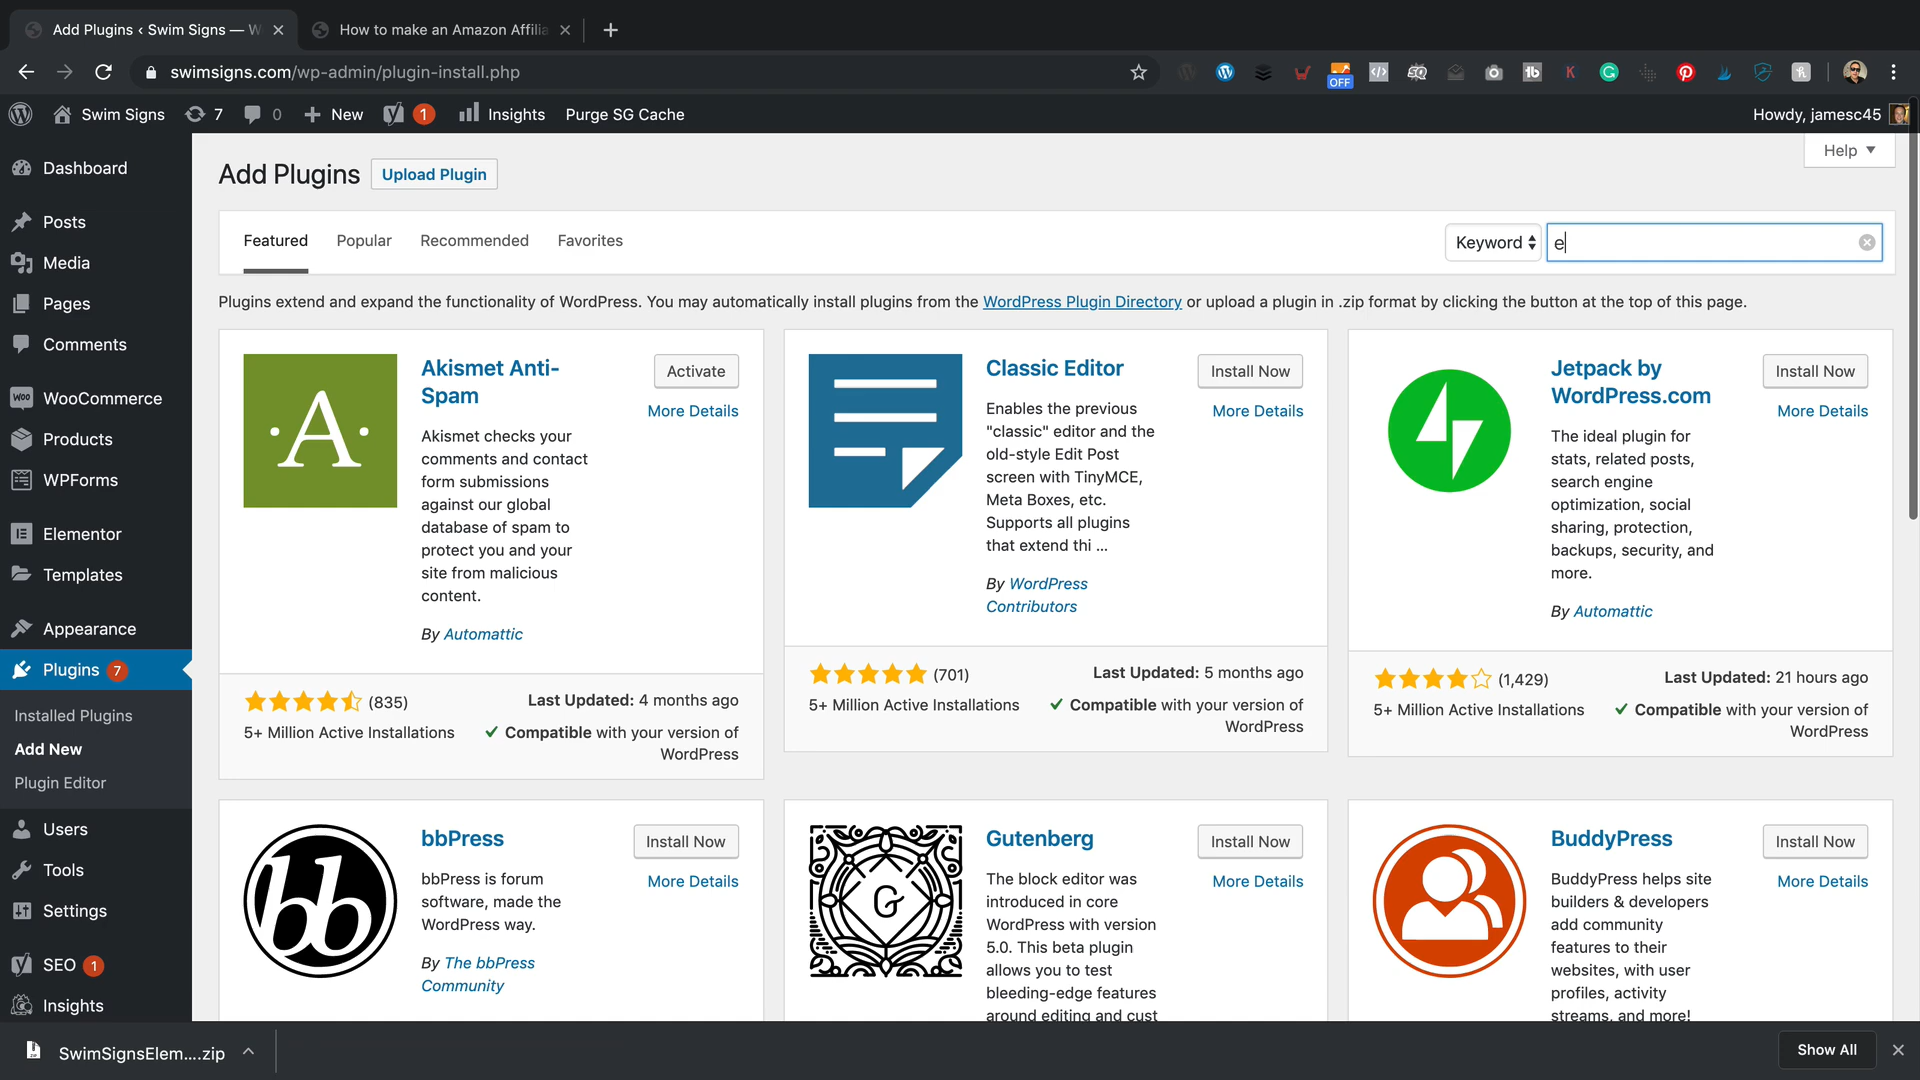 Add Plugins ‹ Swim Signs — W
How to make an Amazon Affilia
swimsigns.com/wp-admin/plugin-install.php
OFF
Swim Signs
7
0
New
1
Insights
Purge SG Cache
Howdy, jamesc45
Dashboard
Posts
Media
Pages
Comments
WooCommerce
Products
WPForms
Elementor
Templates
Appearance
Plugins 7
Installed Plugins
Add New
Plugin Editor
Users
Tools
Settings
SEO 1
Insights
Help
Add Plugins
Upload Plugin
Featured
Popular
Recommended
Favorites
Keyword
e
Plugins extend and expand the functionality of WordPress. You may automatically install plugins from the WordPress Plugin Directory or upload a plugin in .zip format by clicking the button at the top of this page.
A
Akismet Anti-
Spam
Activate
More Details
Akismet checks your
comments and contact
form submissions
against our global
database of spam to
protect you and your
site from malicious
content.
By Automattic
(835)
Last Updated: 4 months ago
5+ Million Active Installations
Compatible with your version of
WordPress
Classic Editor
Install Now
More Details
Enables the previous
"classic" editor and the
old-style Edit Post
screen with TinyMCE,
Meta Boxes, etc.
Supports all plugins
that extend thi ...
By WordPress
Contributors
(701)
Last Updated: 5 months ago
5+ Million Active Installations
Compatible with your version of
WordPress
Jetpack by
WordPress.com
Install Now
More Details
The ideal plugin for
stats, related posts,
search engine
optimization, social
sharing, protection,
backups, security, and
more.
By Automattic
(1,429)
Last Updated: 21 hours ago
5+ Million Active Installations
Compatible with your version of
WordPress
bb
bbPress
Install Now
More Details
bbPress is forum
software, made the
WordPress way.
By The bbPress
Community
G
Gutenberg
Install Now
More Details
The block editor was
introduced in core
WordPress with version
5.0. This beta plugin
allows you to test
bleeding-edge features
around editing and cust
BuddyPress
Install Now
More Details
BuddyPress helps site
builders & developers
add community
features to their
websites, with user
profiles, activity
streams, and more!
SwimSignsElem....zip
Show All